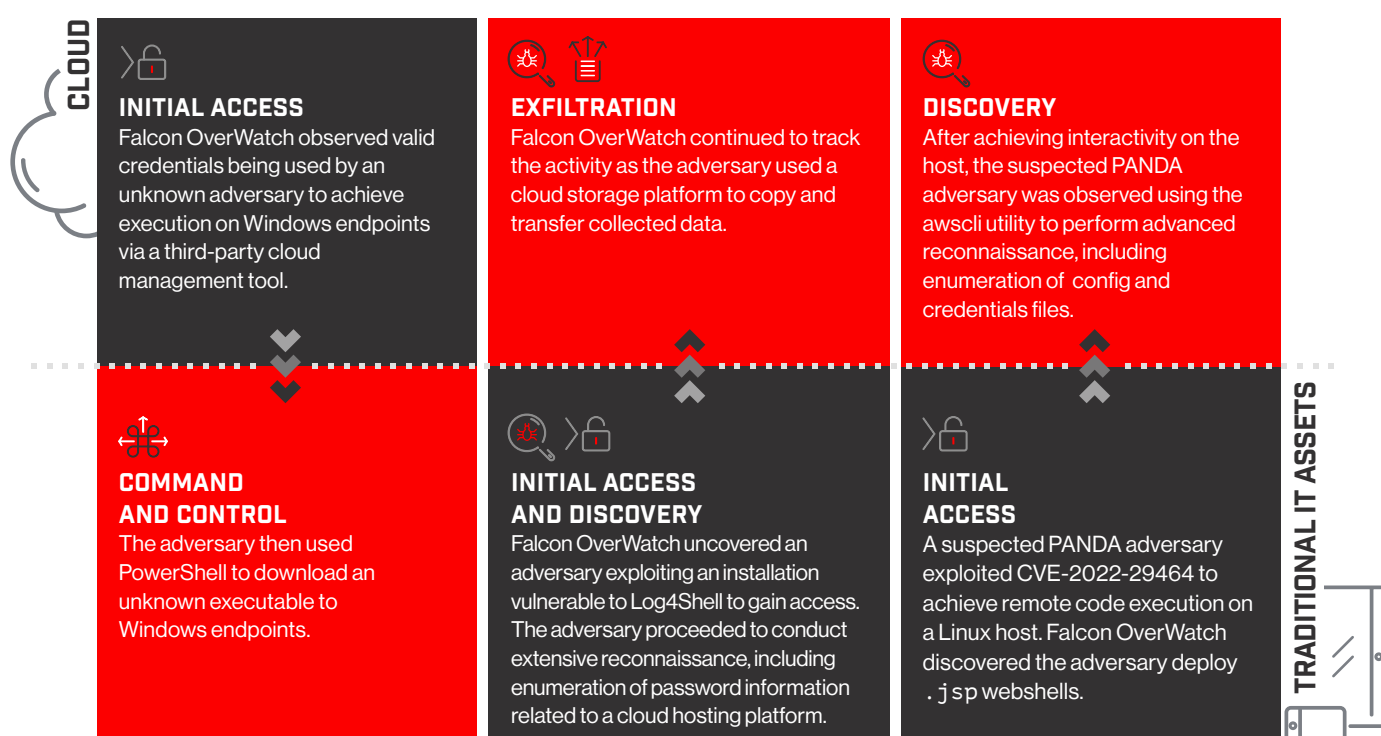 CLOUD
INITIAL ACCESS
Falcon OverWatch observed valid
credentials being used by an
unknown adversary to achieve
execution on Windows endpoints
via a third-party cloud
management tool.
EXFILTRATION
Falcon OverWatch continued to track
the activity as the adversary used a
cloud storage platform to copy and
transfer collected data.
DISCOVERY
After achieving interactivity on the
host, the suspected PANDA
adversary was observed using the
awscli utility to perform advanced
reconnaissance, including
enumeration of config and
credentials files.
COMMAND
AND CONTROL
The adversary then used
PowerShell to download an
unknown executable to
Windows endpoints.
INITIAL ACCESS
AND DISCOVERY
Falcon OverWatch uncovered an
adversary exploiting an installation
vulnerable to Log4Shell to gain access.
The adversary proceeded to conduct
extensive reconnaissance, including
enumeration of password information
related to a cloud hosting platform.
INITIAL
ACCESS
A suspected PANDA adversary
exploited CVE-2022-29464 to
achieve remote code execution on
a Linux host. Falcon OverWatch
discovered the adversary deploy
.jsp webshells.
TRADITIONAL IT ASSETS